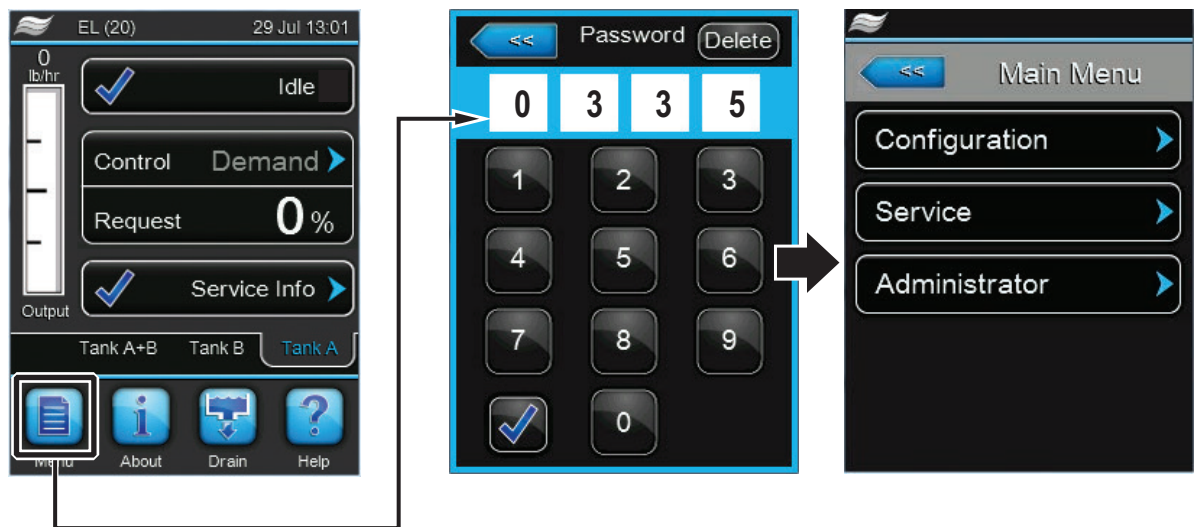 EL (20) 29 Jul 13:01
0
lb/hr
Idle
Control Demand
Request 0 %
Service Info
Output
Tank A+B Tank B Tank A
Menu About Drain Help
<< Password Delete
0 3 3 5
1 2 3
4 5 6
7 8 9
0
<< Main Menu
Configuration
Service
Administrator